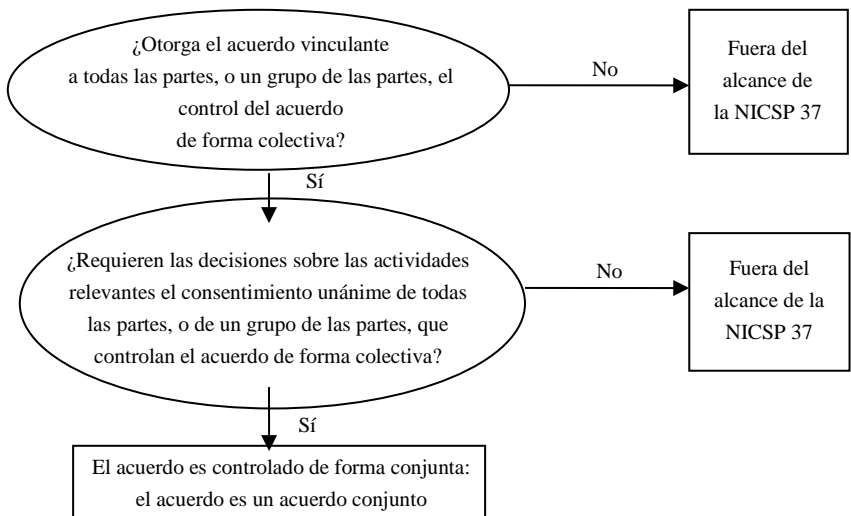 ¿Otorga el acuerdo vinculante
a todas las partes, o un grupo de las partes, el
control del acuerdo
de forma colectiva?
No
Fuera del
alcance de
la NICSP 37
Sí
¿Requieren las decisiones sobre las actividades
relevantes el consentimiento unánime de todas
las partes, o de un grupo de las partes, que
controlan el acuerdo de forma colectiva?
No
Fuera del
alcance de la
NICSP 37
Sí
El acuerdo es controlado de forma conjunta:
el acuerdo es un acuerdo conjunto